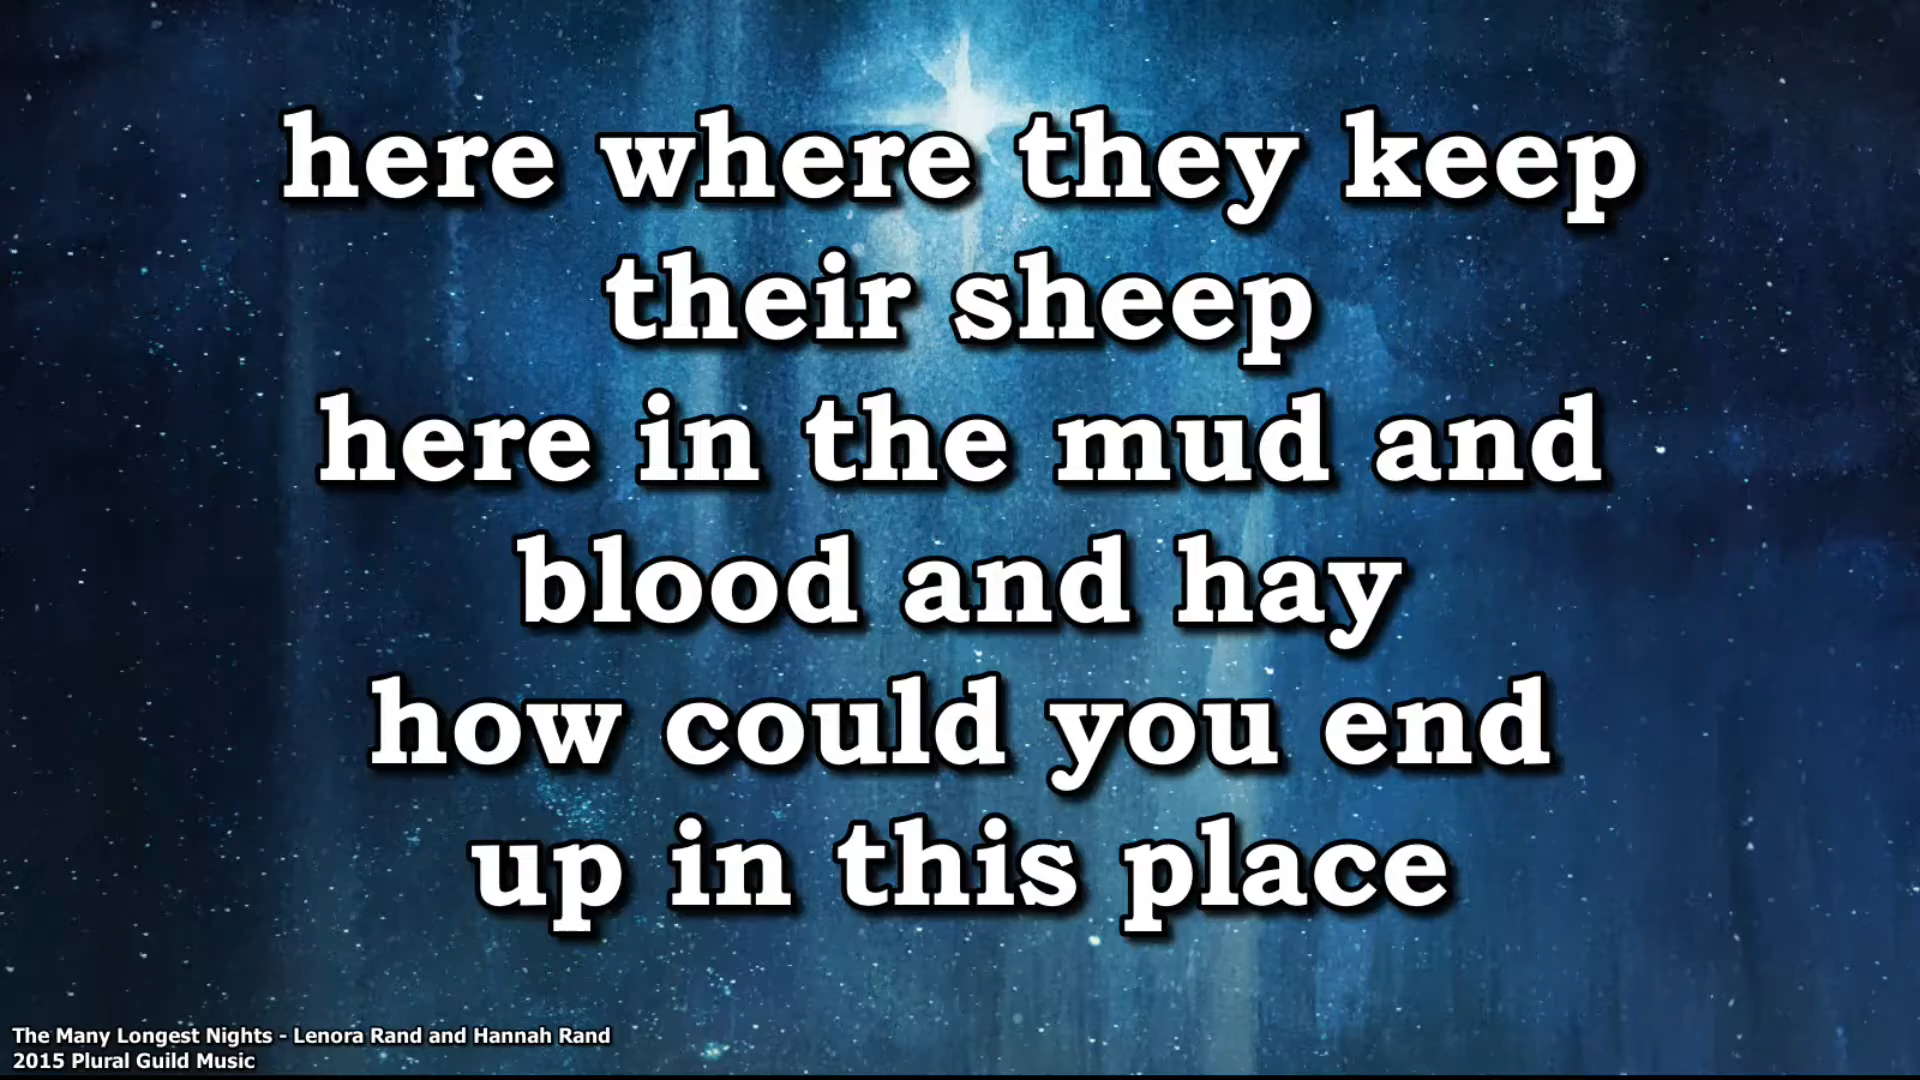 here where they keep
their sheep
here in the mud and
blood and hay
how could you end
up in this place
The Many Longest Nights - Lenora Rand and Hannah Rand
2015 Plural Guild Music